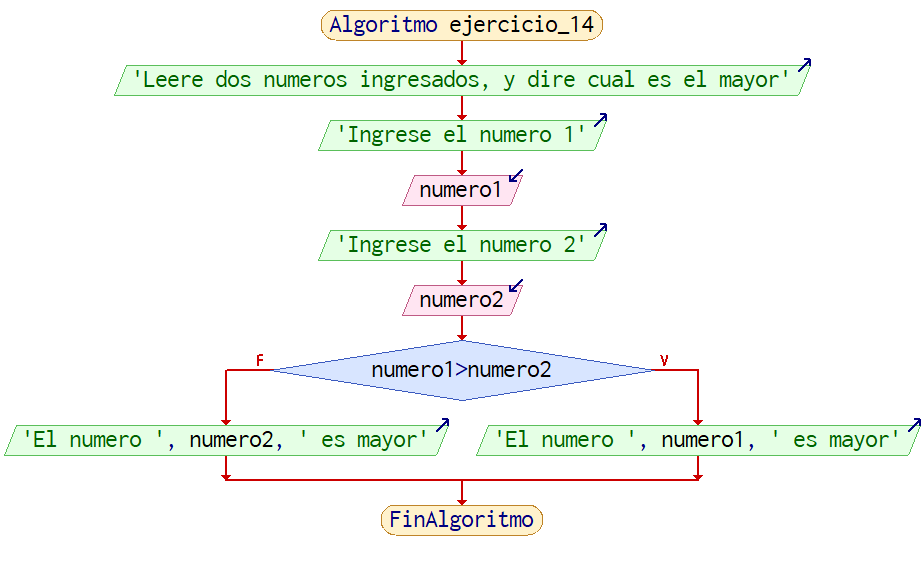 Algoritmo ejercicio_14
'Leere dos numeros ingresados, y dire cual es el mayor'
'Ingrese el numero 1'
numero1
'Ingrese el numero 2'
numero2
F
V
numero1>numero2
'El numero ', numero2, ' es mayor'
'El numero ', numero1, ' es mayor'
FinAlgoritmo